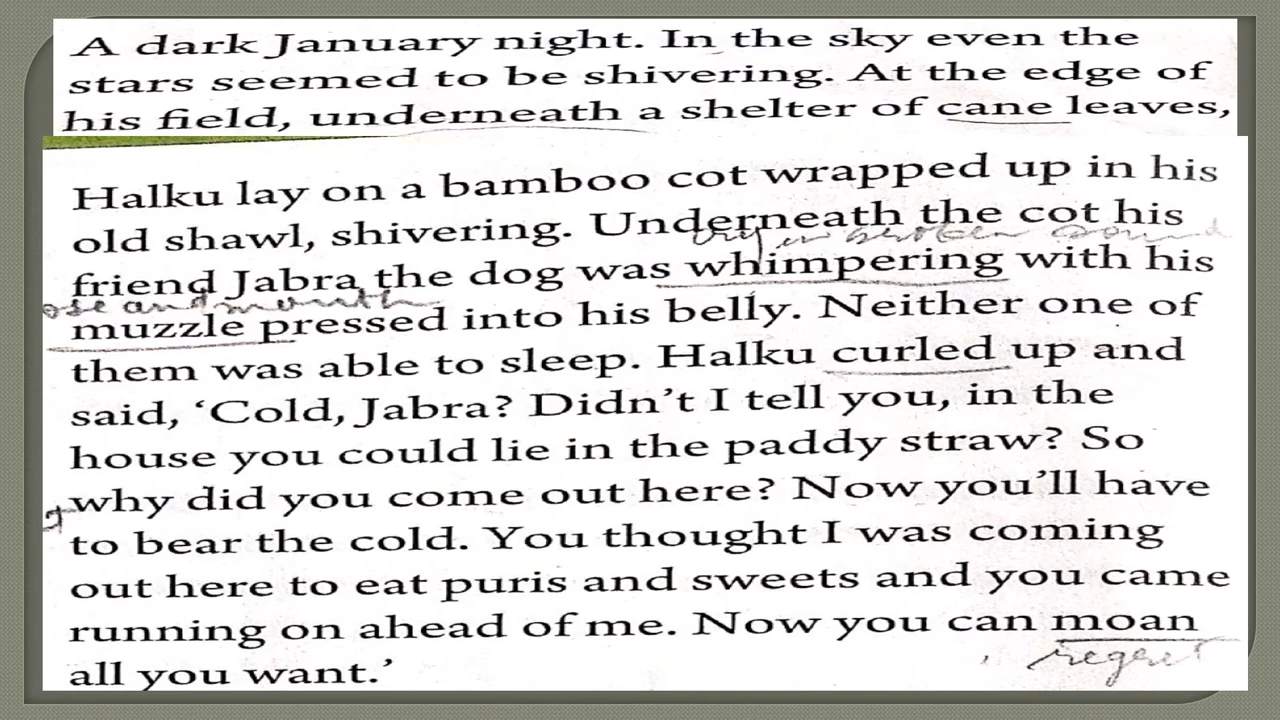 A dark January night. In the sky even the
stars seemed to be shivering. At the edge of
his field, underneath a shelter of cane leaves,
Halku lay on a bamboo cot wrapped up in his
old shawl, shivering. Underneath the cot his
cry in broken sound
friend Jabra the dog was whimpering with his
ose and mouth
muzzle pressed into his belly. Neither one of
them was able to sleep. Halku curled up and
said, ‘Cold, Jabra? Didn’t I tell you, in the
house you could lie in the paddy straw? So
why did you come out here? Now you’ll have
to bear the cold. You thought I was coming
out here to eat puris and sweets and you came
running on ahead of me. Now you can moan
regret
all you want.’